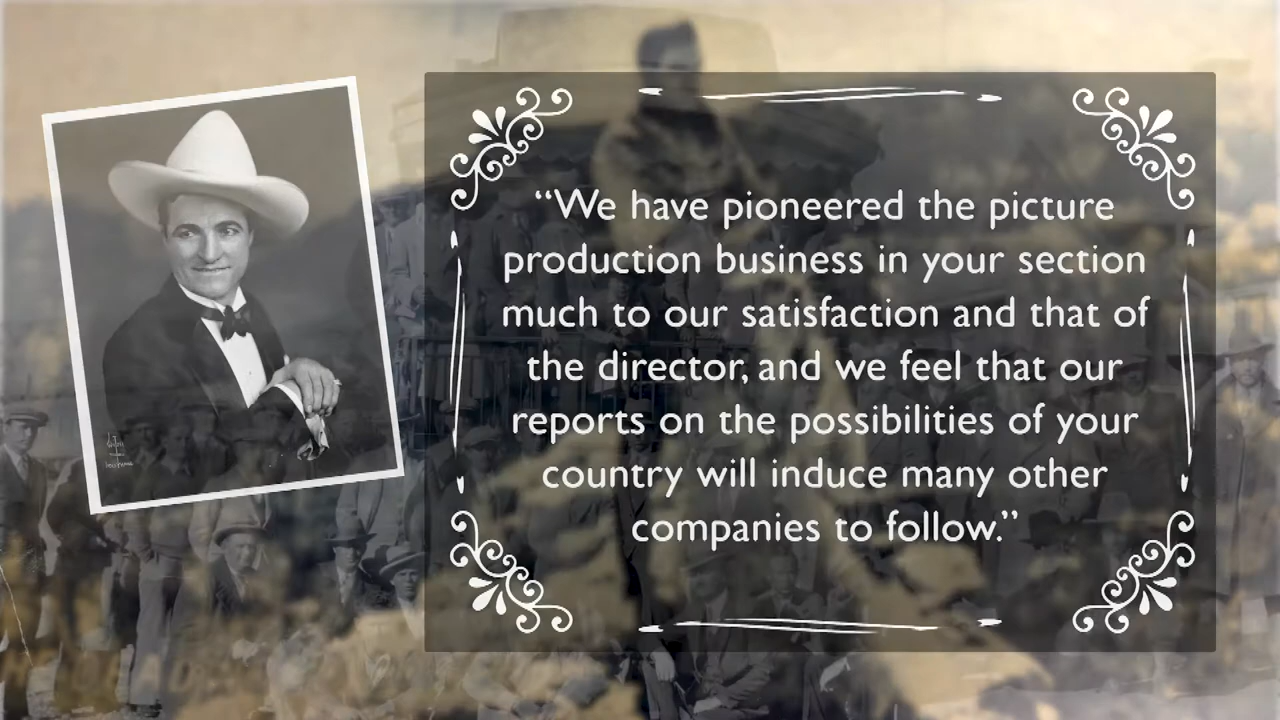 “We have pioneered the picture
production business in your section
much to our satisfaction and that of
the director, and we feel that our
reports on the possibilities of your
country will induce many other
companies to follow.”